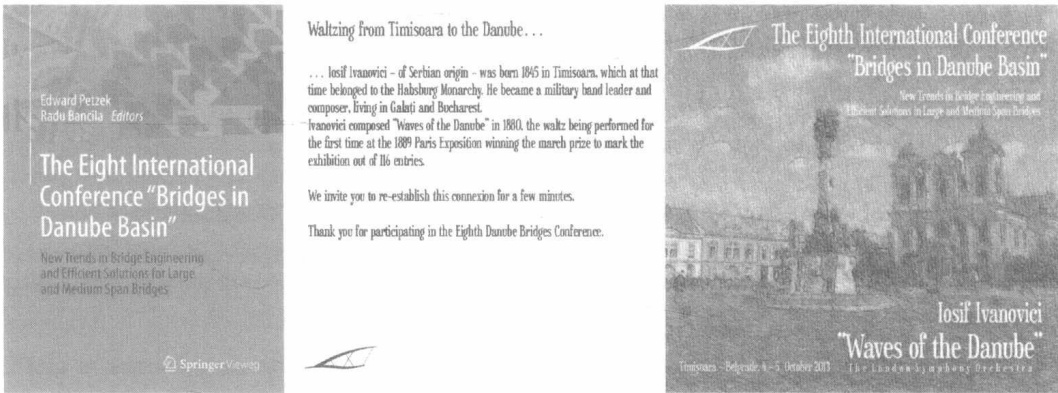 Edward Petzek
Radu Bancila Editors
The Eight International
Conference “Bridges in
Danube Basin”
New Trends in Bridge Engineering
and Efficient Solutions for Large
and Medium Span Bridges
Springer Vieweg
Waltzing from Timisoara to the Danube...
... Iosif Ivanovici - of Serbian origin - was born 1845 in Timisoara, which at that
time belonged to the Habsburg Monarchy. He became a military band leader and
composer, living in Galați and Bucharest.
Ivanovici composed "Waves of the Danube" in 1880, the waltz being performed for
the first time at the 1889 Paris Exposition winning the march prize to mark the
exhibition out of 116 entries.
We invite you to re-establish this connexion for a few minutes.
Thank you for participating in the Eighth Danube Bridges Conference.
The Eighth International Conference
"Bridges in Danube Basin"
New Trends in Bridge Engineering and
Efficient Solutions in Large and Medium Span Bridges
Iosif Ivanovici
"Waves of the Danube"
The London Symphony Orchestra
Timișoara - Belgrade, 4 - 5. October 2013